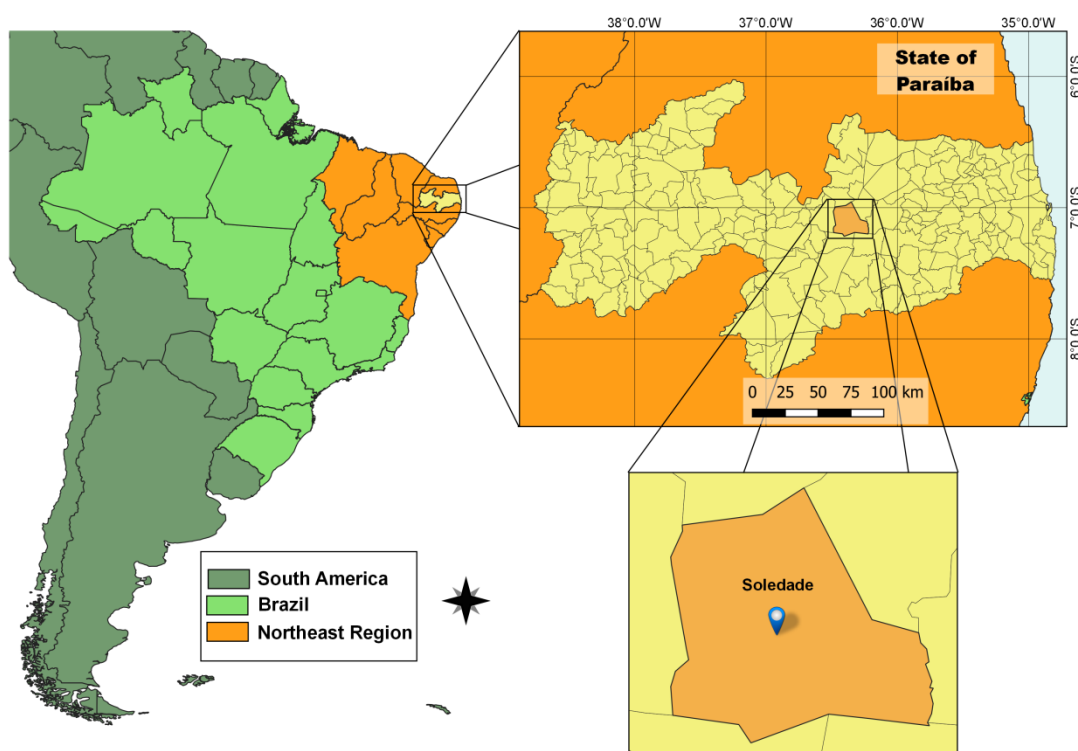 38°0.0'W 37°0.0'W 36°0.0'W 35°0.0'W
State of
Paraíba
6°0.0'S
7°0.0'S
8°0.0'S
0 25 50 75 100 km
Soledade
South America
Brazil
Northeast Region